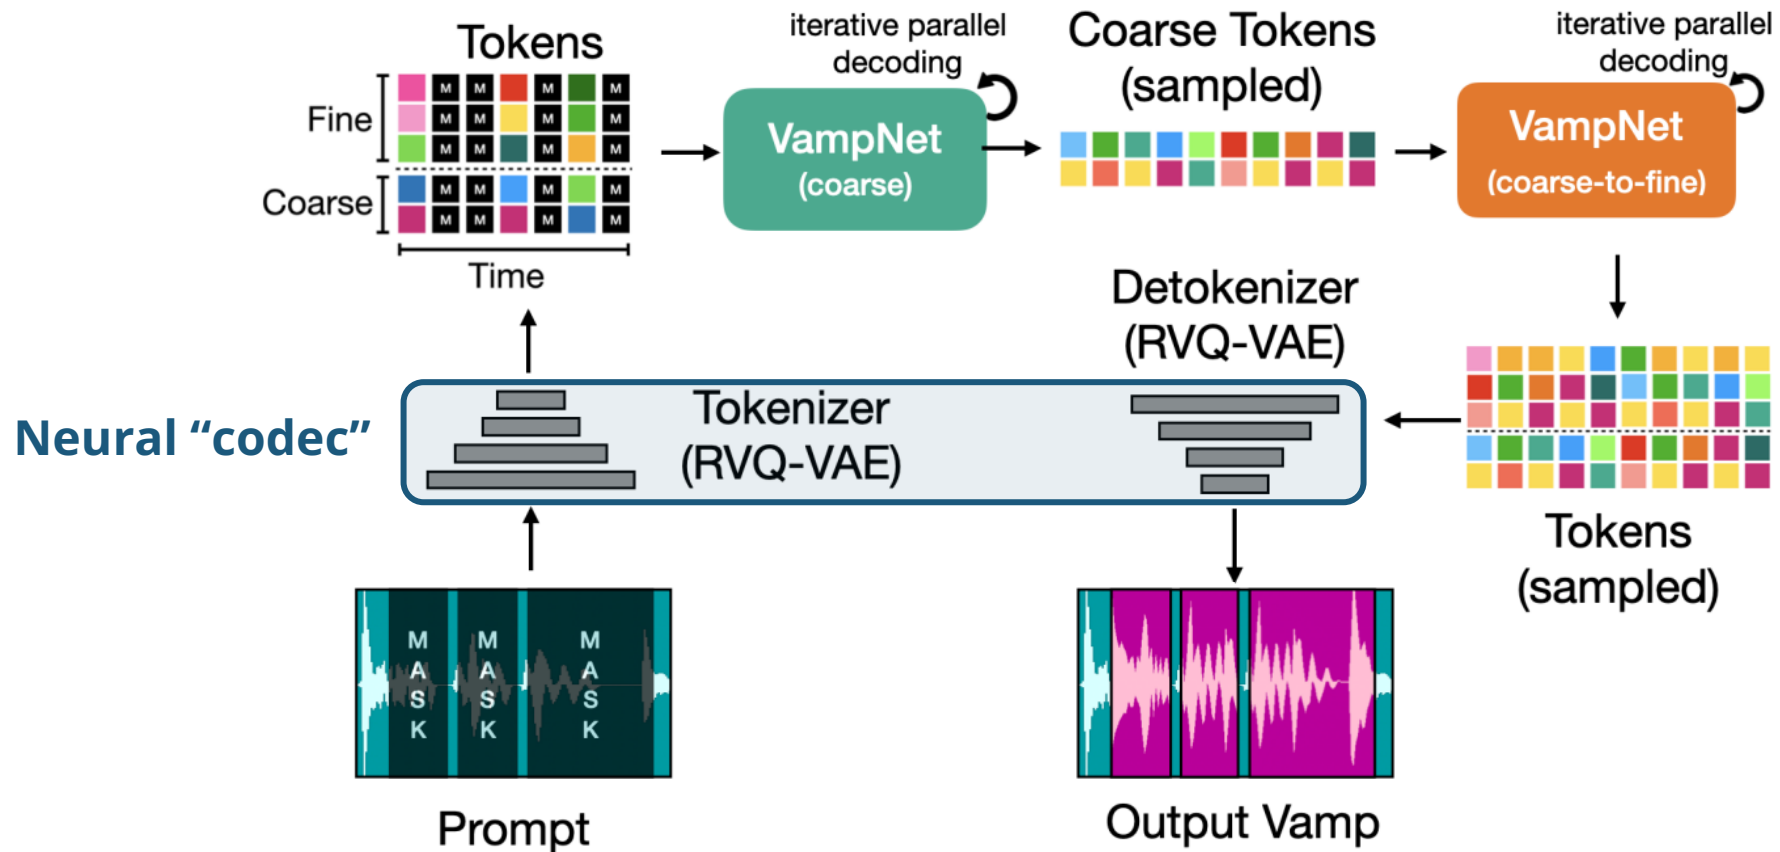 Tokens
Fine
Coarse
M M M M
M M M M
M M M M
M M M M
M M M M
Time
iterative parallel
decoding
VampNet
(coarse)
Coarse Tokens
(sampled)
iterative parallel
decoding
VampNet
(coarse-to-fine)
Detokenizer
(RVQ-VAE)
Neural “codec”
Tokenizer
(RVQ-VAE)
Tokens
(sampled)
MASK
MASK
MASK
Prompt
Output Vamp